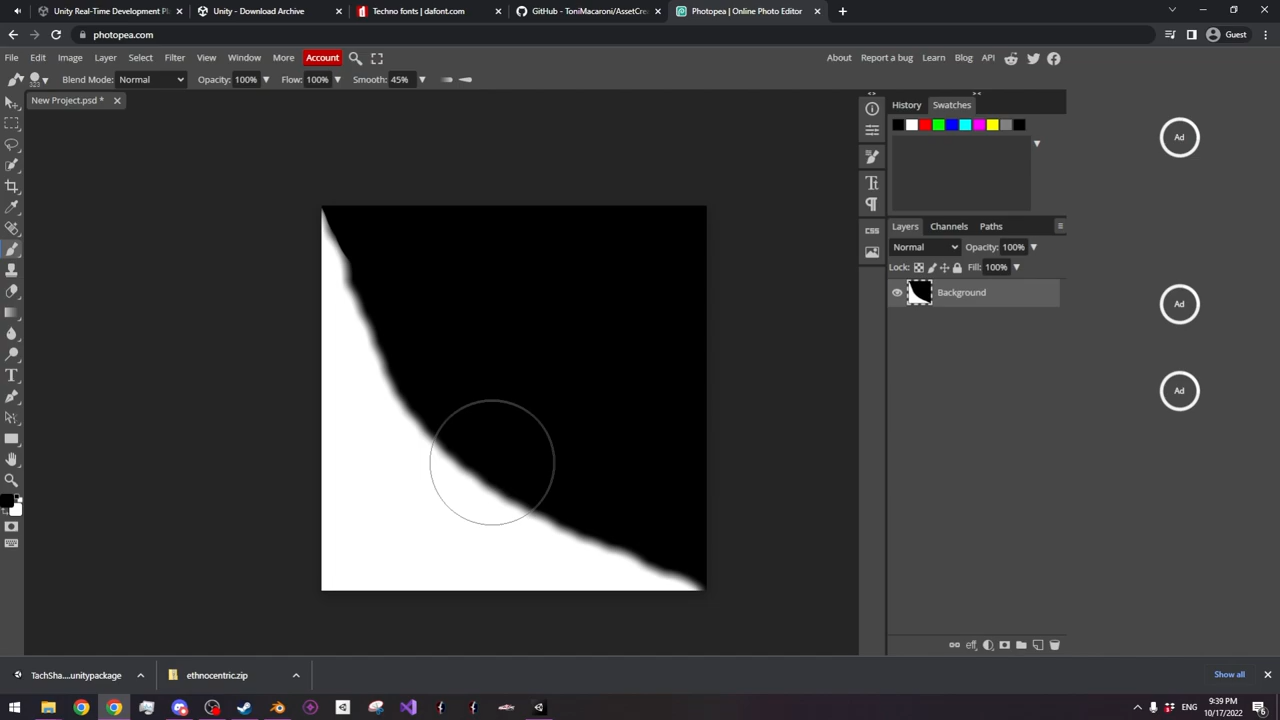 Unity Real-Time Development Pl
Unity - Download Archive
Techno fonts | dafont.com
GitHub - ToniMacaroni/AssetCre
Photopea | Online Photo Editor
photopea.com
Guest
File Edit Image Layer Select Filter View Window More Account
About Report a bug Learn Blog API
323
Blend Mode: Normal Opacity: 100% Flow: 100% Smooth: 45%
New Project.psd *
History Swatches
Layers Channels Paths
Normal Opacity: 100%
Lock: Fill: 100%
Background
CSS
Ad
Ad
Ad
TachSha....unitypackage
ethnocentric.zip
Show all
ENG
9:39 PM
10/17/2022